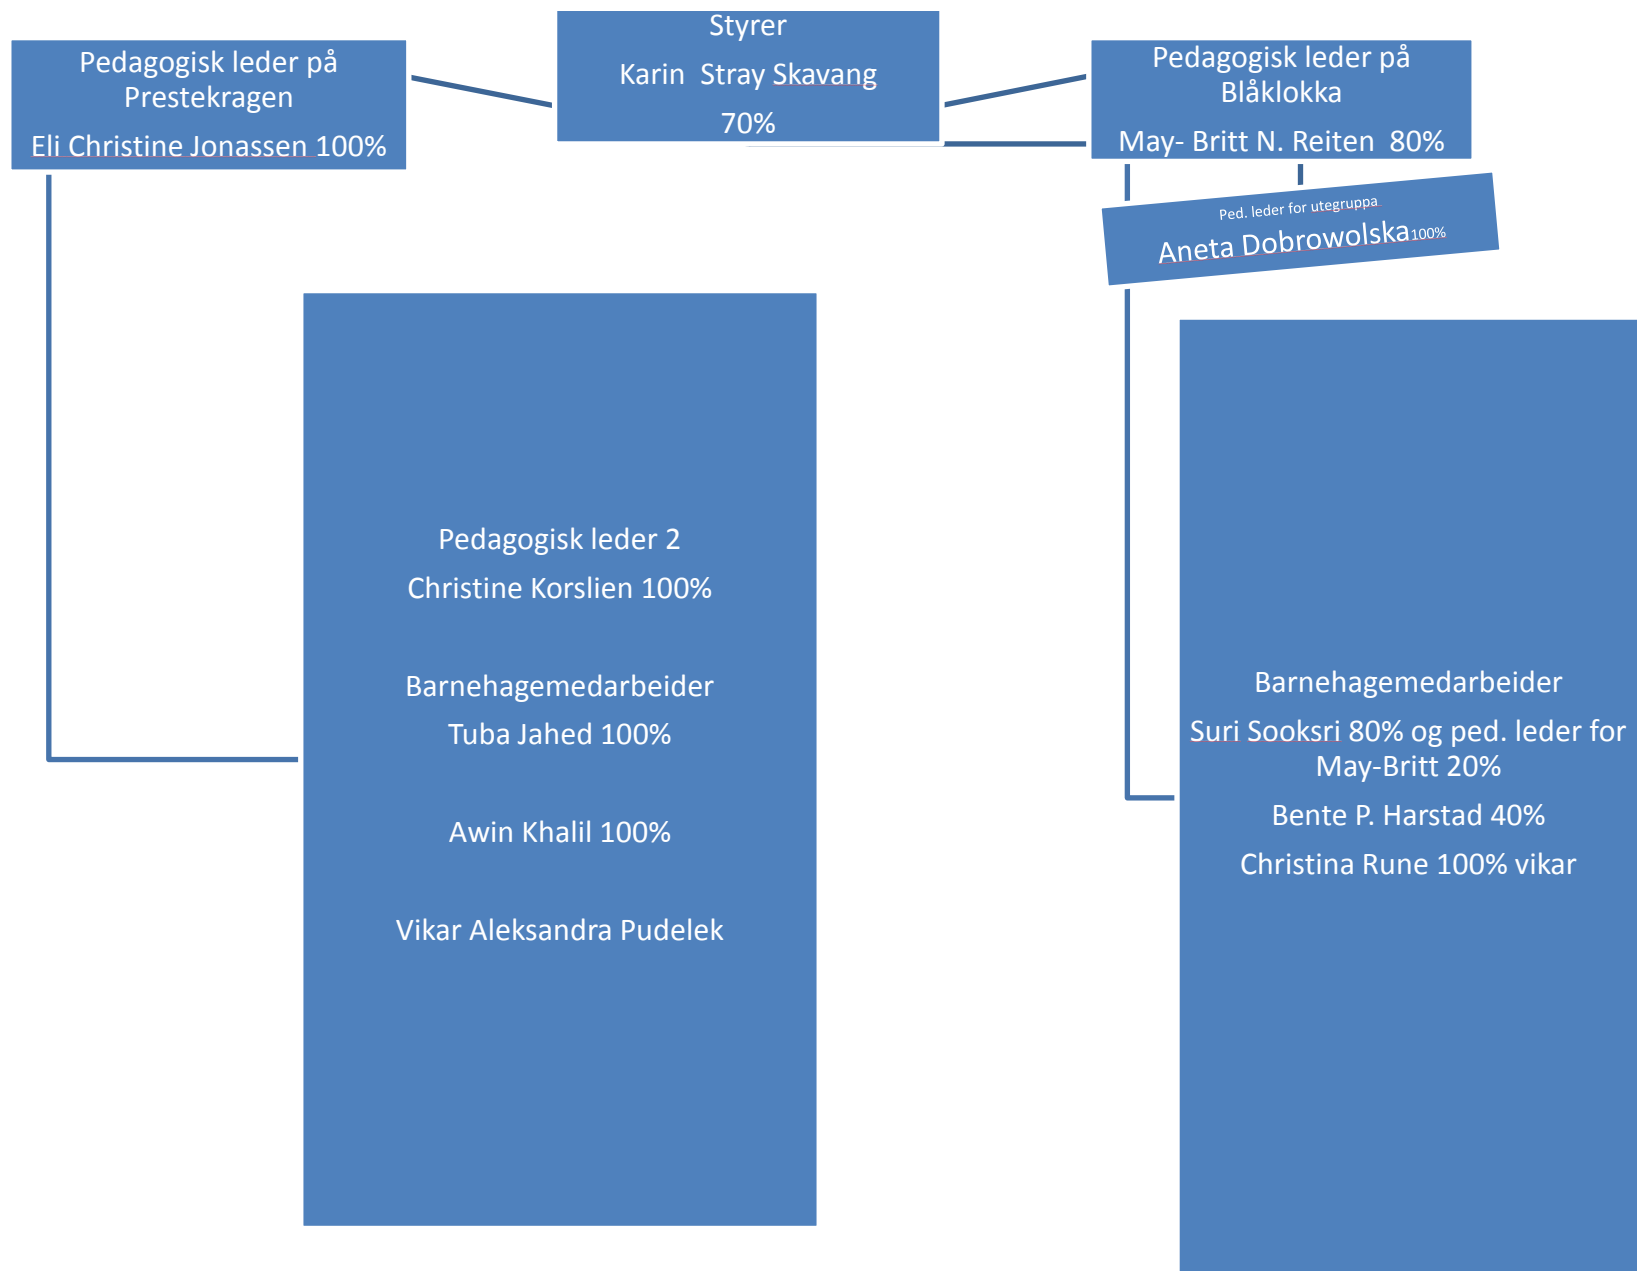 Styrer
Karin Stray Skavang
70%
Pedagogisk leder på
Prestekragen
Eli Christine Jonassen 100%
Pedagogisk leder på
Blåklokka
May- Britt N. Reiten 80%
Ped. leder for utegruppa
Aneta Dobrowolska 100%
Pedagogisk leder 2
Christine Korslien 100%
Barnehagemedarbeider
Tuba Jahed 100%
Awin Khalil 100%
Vikar Aleksandra Pudelek
Barnehagemedarbeider
Suri Sooksri 80% og ped. leder for
May-Britt 20%
Bente P. Harstad 40%
Christina Rune 100% vikar